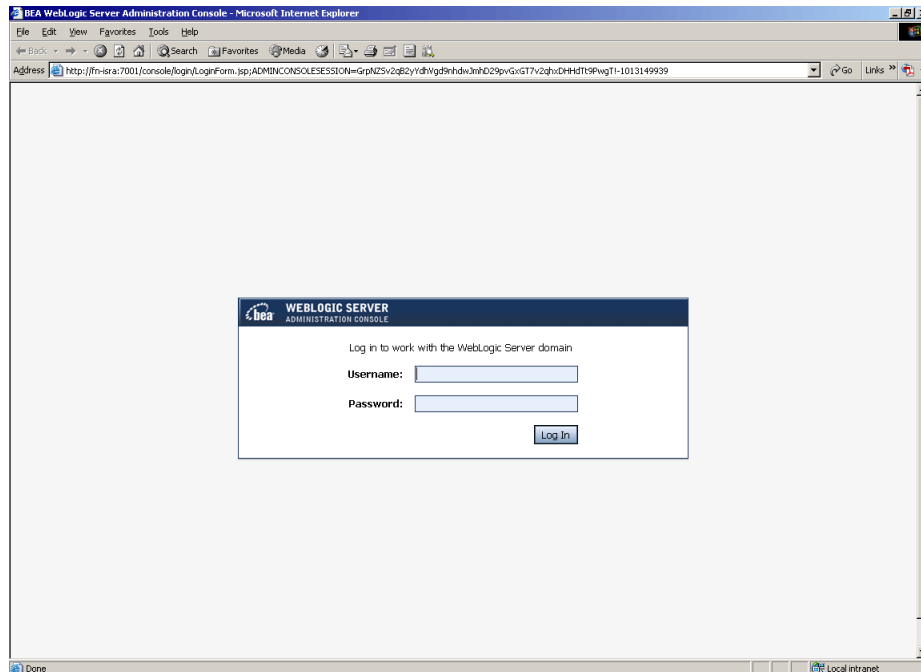 BEA WebLogic Server Administration Console - Microsoft Internet Explorer
File Edit View Favorites Tools Help
Back Search Favorites Media
Address http://fn-isra:7001/console/login/LoginForm.jsp;ADMINCONSOLESESSION=GrpNZSv2qB2yYdhVgd9nhdwJmhD29pvGxGT7v2qhxDHHdTt9PwgT!-1013149939 Go Links »
bea WEBLOGIC SERVER
ADMINISTRATION CONSOLE
Log in to work with the WebLogic Server domain
Username:
Password:
Log In
Done Local intranet